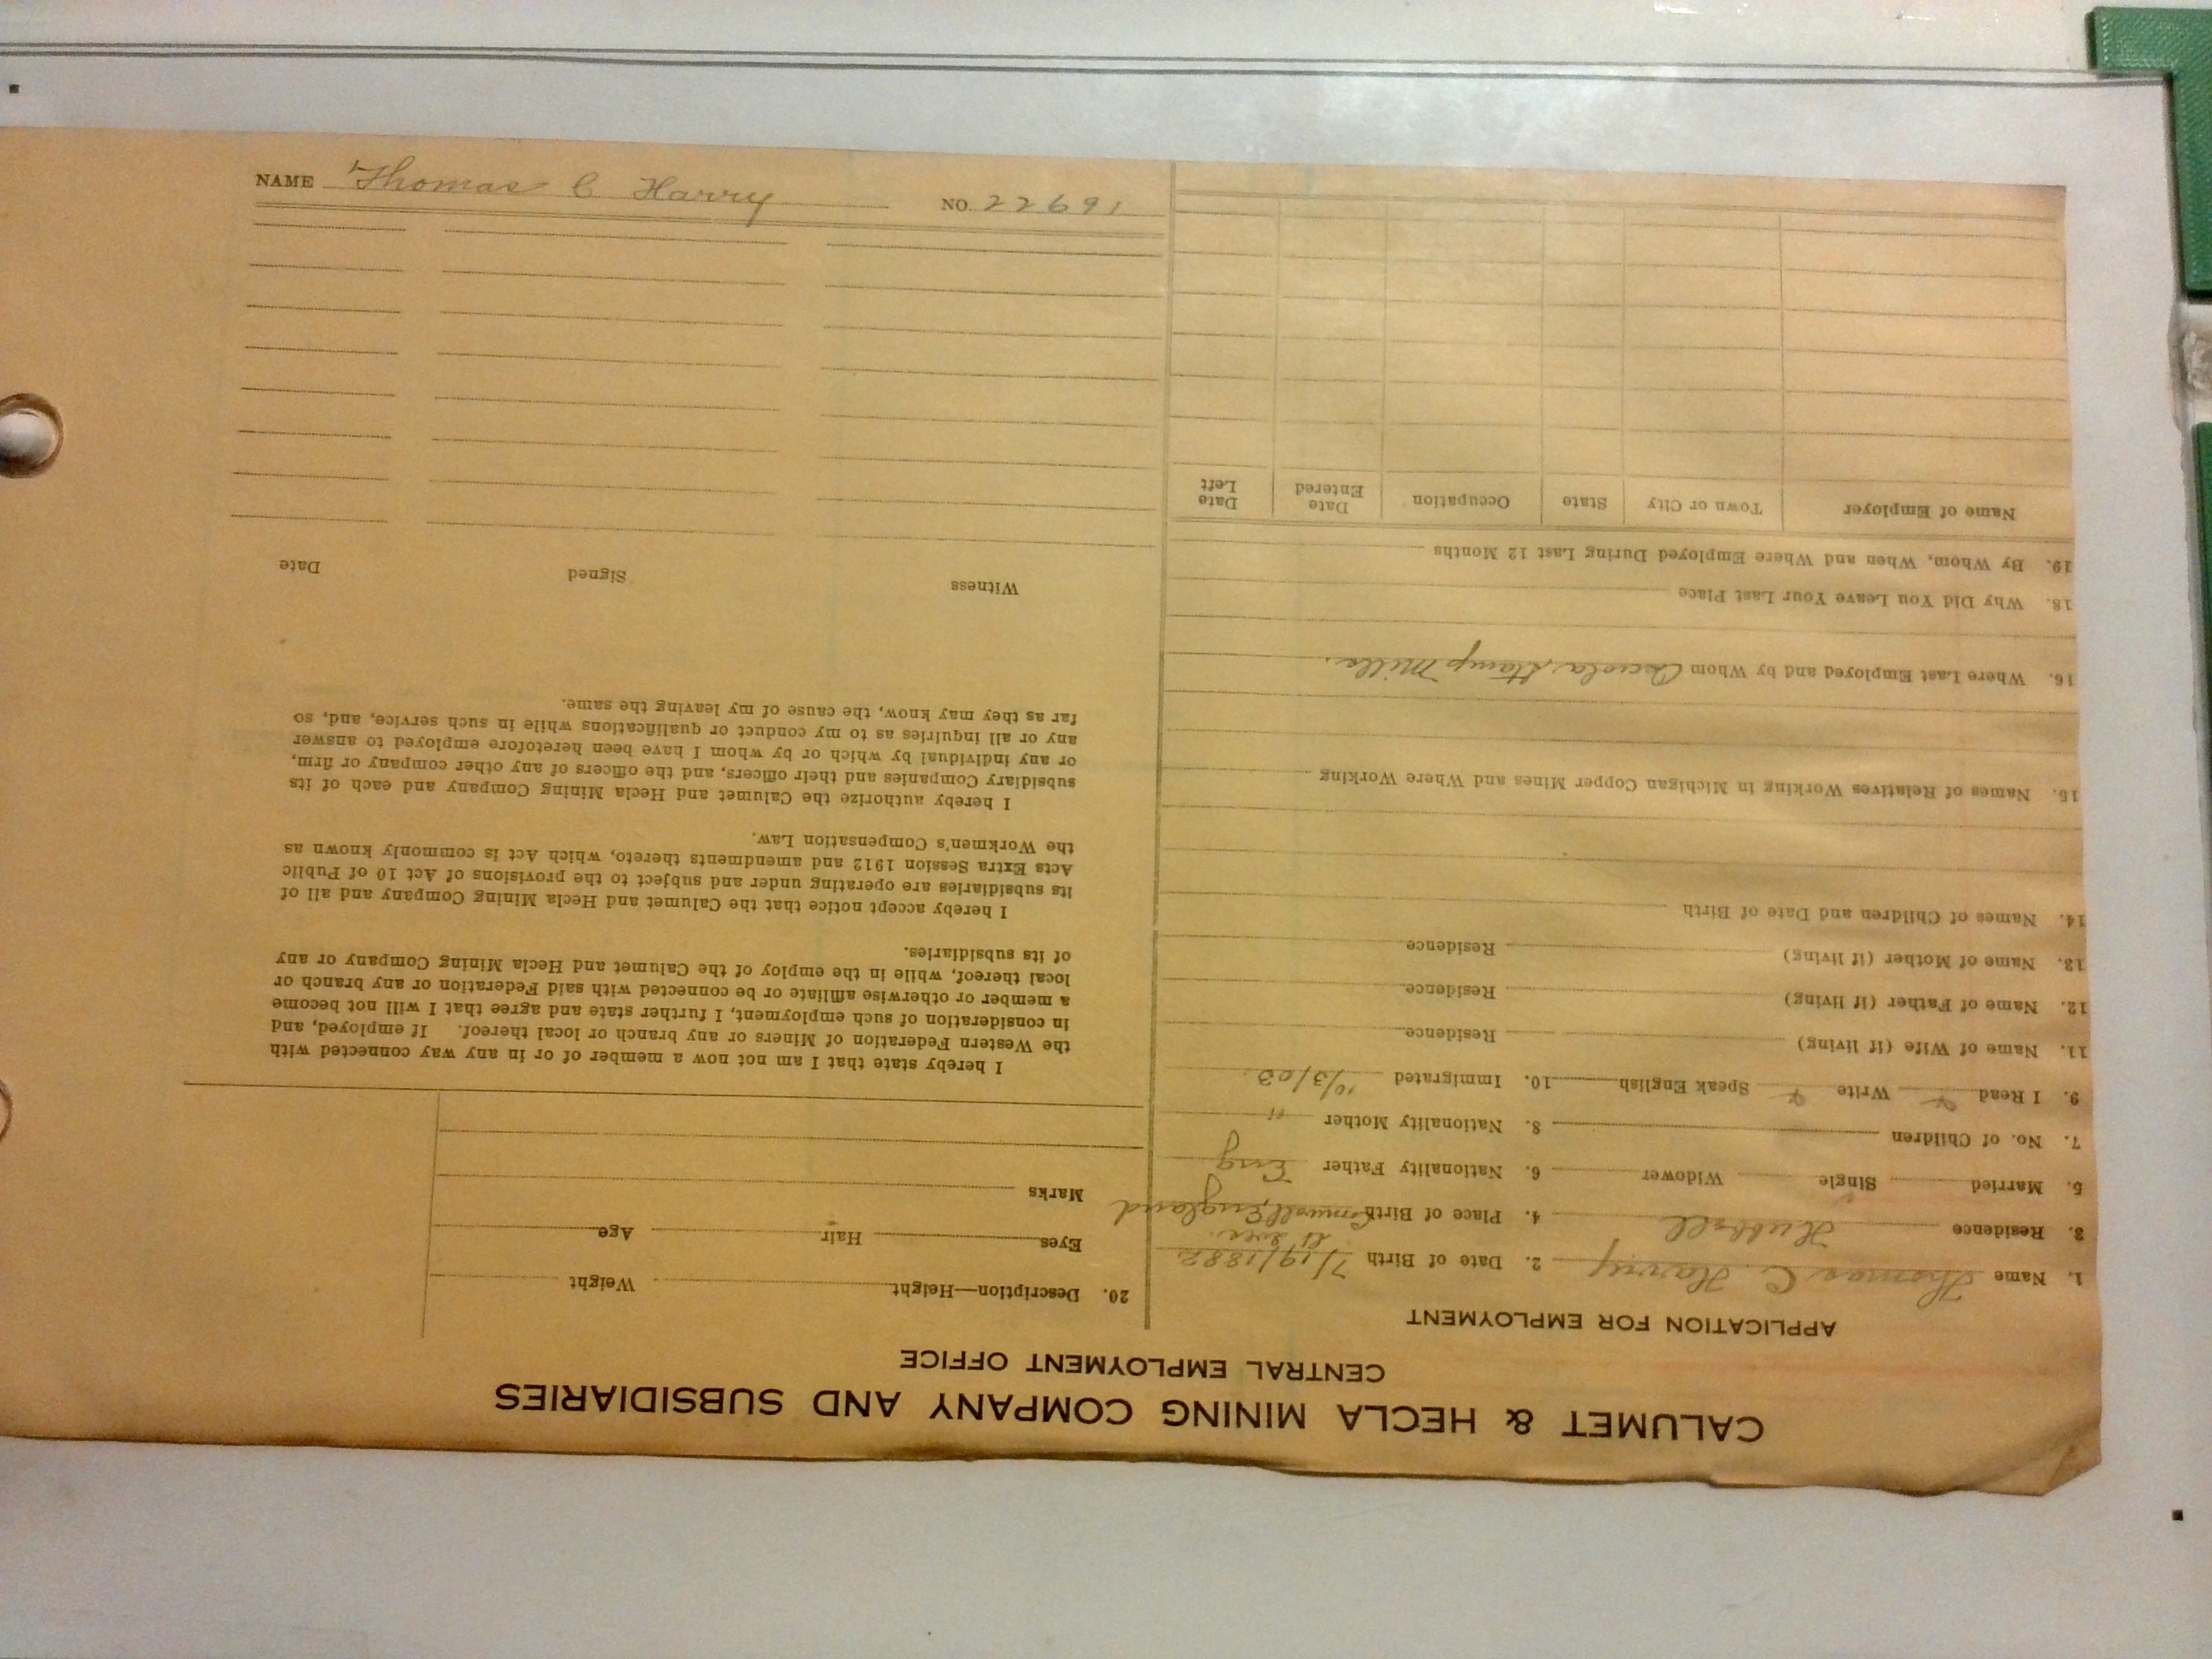 NAME Thomas C Harry NO. 22691
CALUMET & HECLA MINING COMPANY AND SUBSIDIARIES
CENTRAL EMPLOYMENT OFFICE
APPLICATION FOR EMPLOYMENT
1. Name Thomas C. Harry 2. Date of Birth 7/19/1882
3. Residence Hubbell 4. Place of Birth Cornwall, England
5. Married Single Widower 6. Nationality Father Eng
7. No. of Children 8. Nationality Mother "
9. I Read Write Speak English 10. Immigrated 10/3/03
11. Name of Wife (if living) Residence
12. Name of Father (if living) Residence
13. Name of Mother (if living) Residence
14. Names of Children and Date of Birth
15. Names of Relatives Working in Michigan Copper Mines and Where Working
16. Where Last Employed and by Whom Osceola Stamp Mills.
18. Why Did You Leave Your Last Place
19. By Whom, When and Where Employed During Last 12 Months
Name of Employer Town or City State Occupation Date Entered Date Left
20. Description—Height Weight
Eyes Hair Age
Marks
I hereby state that I am not now a member of or in any way connected with
the Western Federation of Miners or any branch or local thereof. If employed, and
in consideration of such employment, I further state and agree that I will not become
a member or otherwise affiliate or be connected with said Federation or any branch or
local thereof, while in the employ of the Calumet and Hecla Mining Company or any
of its subsidiaries.
I hereby accept notice that the Calumet and Hecla Mining Company and all of
its subsidiaries are operating under and subject to the provisions of Act 10 of Public
Acts Extra Session 1912 and amendments thereto, which Act is commonly known as
the Workmen's Compensation Law.
I hereby authorize the Calumet and Hecla Mining Company and each of its
subsidiary Companies and their officers, and the officers of any other company or firm,
or any individual by which or by whom I have been heretofore employed to answer
any or all inquiries as to my conduct or qualifications while in such service, and, so
far as they may know, the cause of my leaving the same.
Witness Signed Date